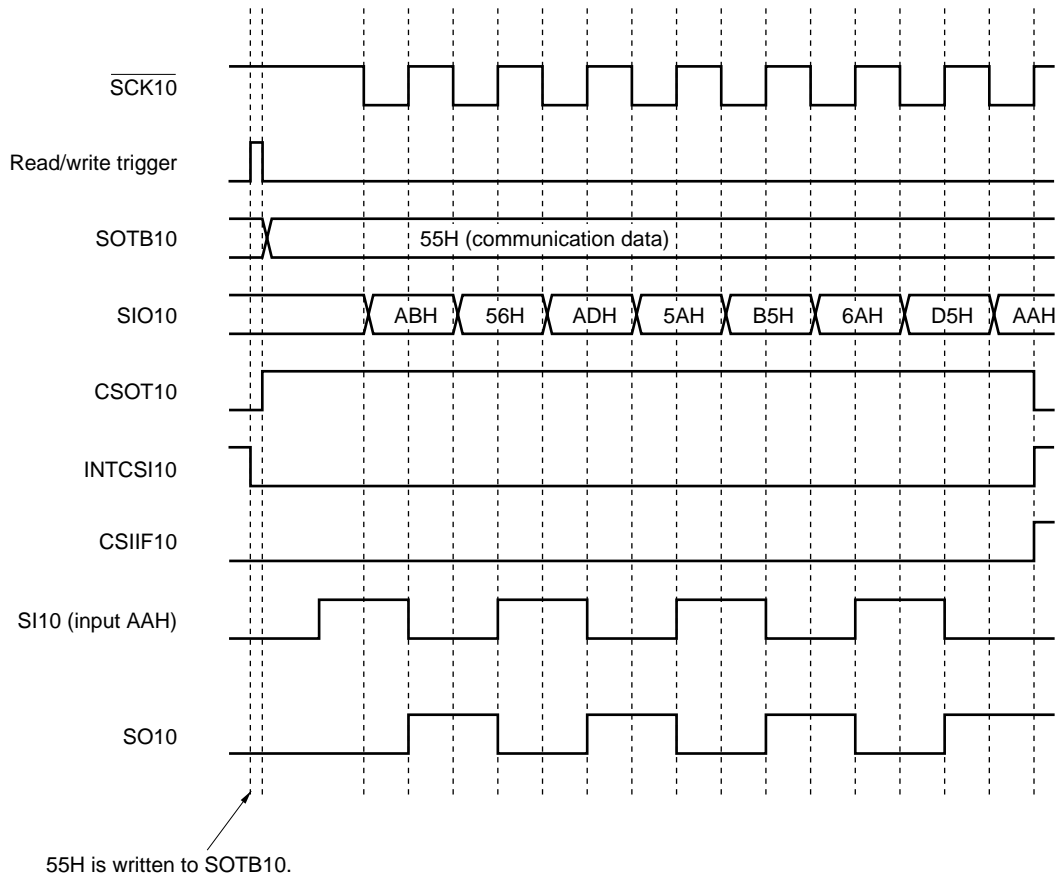 SCK10
Read/write trigger
SOTB10
55H (communication data)
SIO10
ABH 56H ADH 5AH B5H 6AH D5H AAH
CSOT10
INTCSI10
CSIIF10
SI10 (input AAH)
SO10
55H is written to SOTB10.